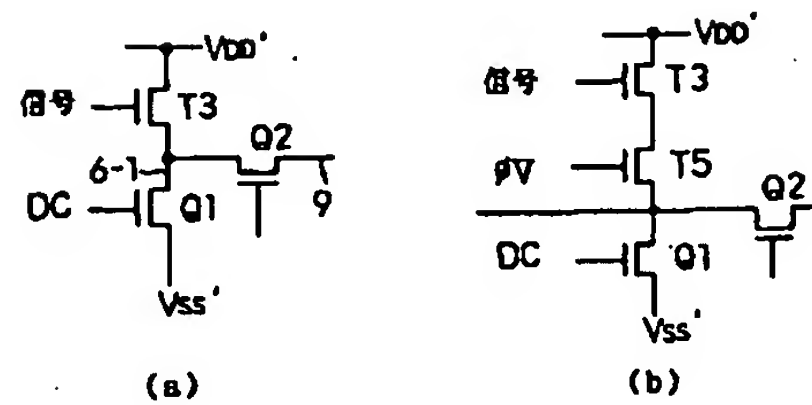 VDD'
信号
T3
Q2
6-1
DC
Q1
9
VSS'
(a)
VDD'
信号
T3
φV
T5
Q2
DC
Q1
VSS'
(b)